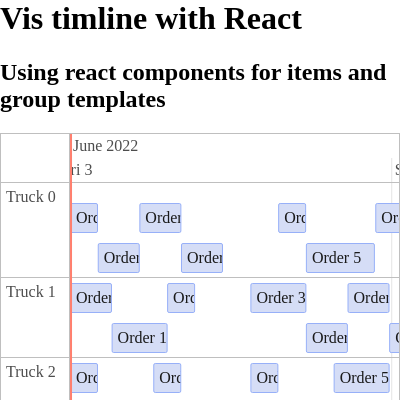 Vis timline with React
Using react components for items and
group templates
June 2022
ri 3
S
Truck 0
Ord
Order
Ord
Or
Order
Order
Order 5
Truck 1
Order
Ord
Order 3
Order
Order 1
Order
Truck 2
Ord
Ord
Ord
Order 5